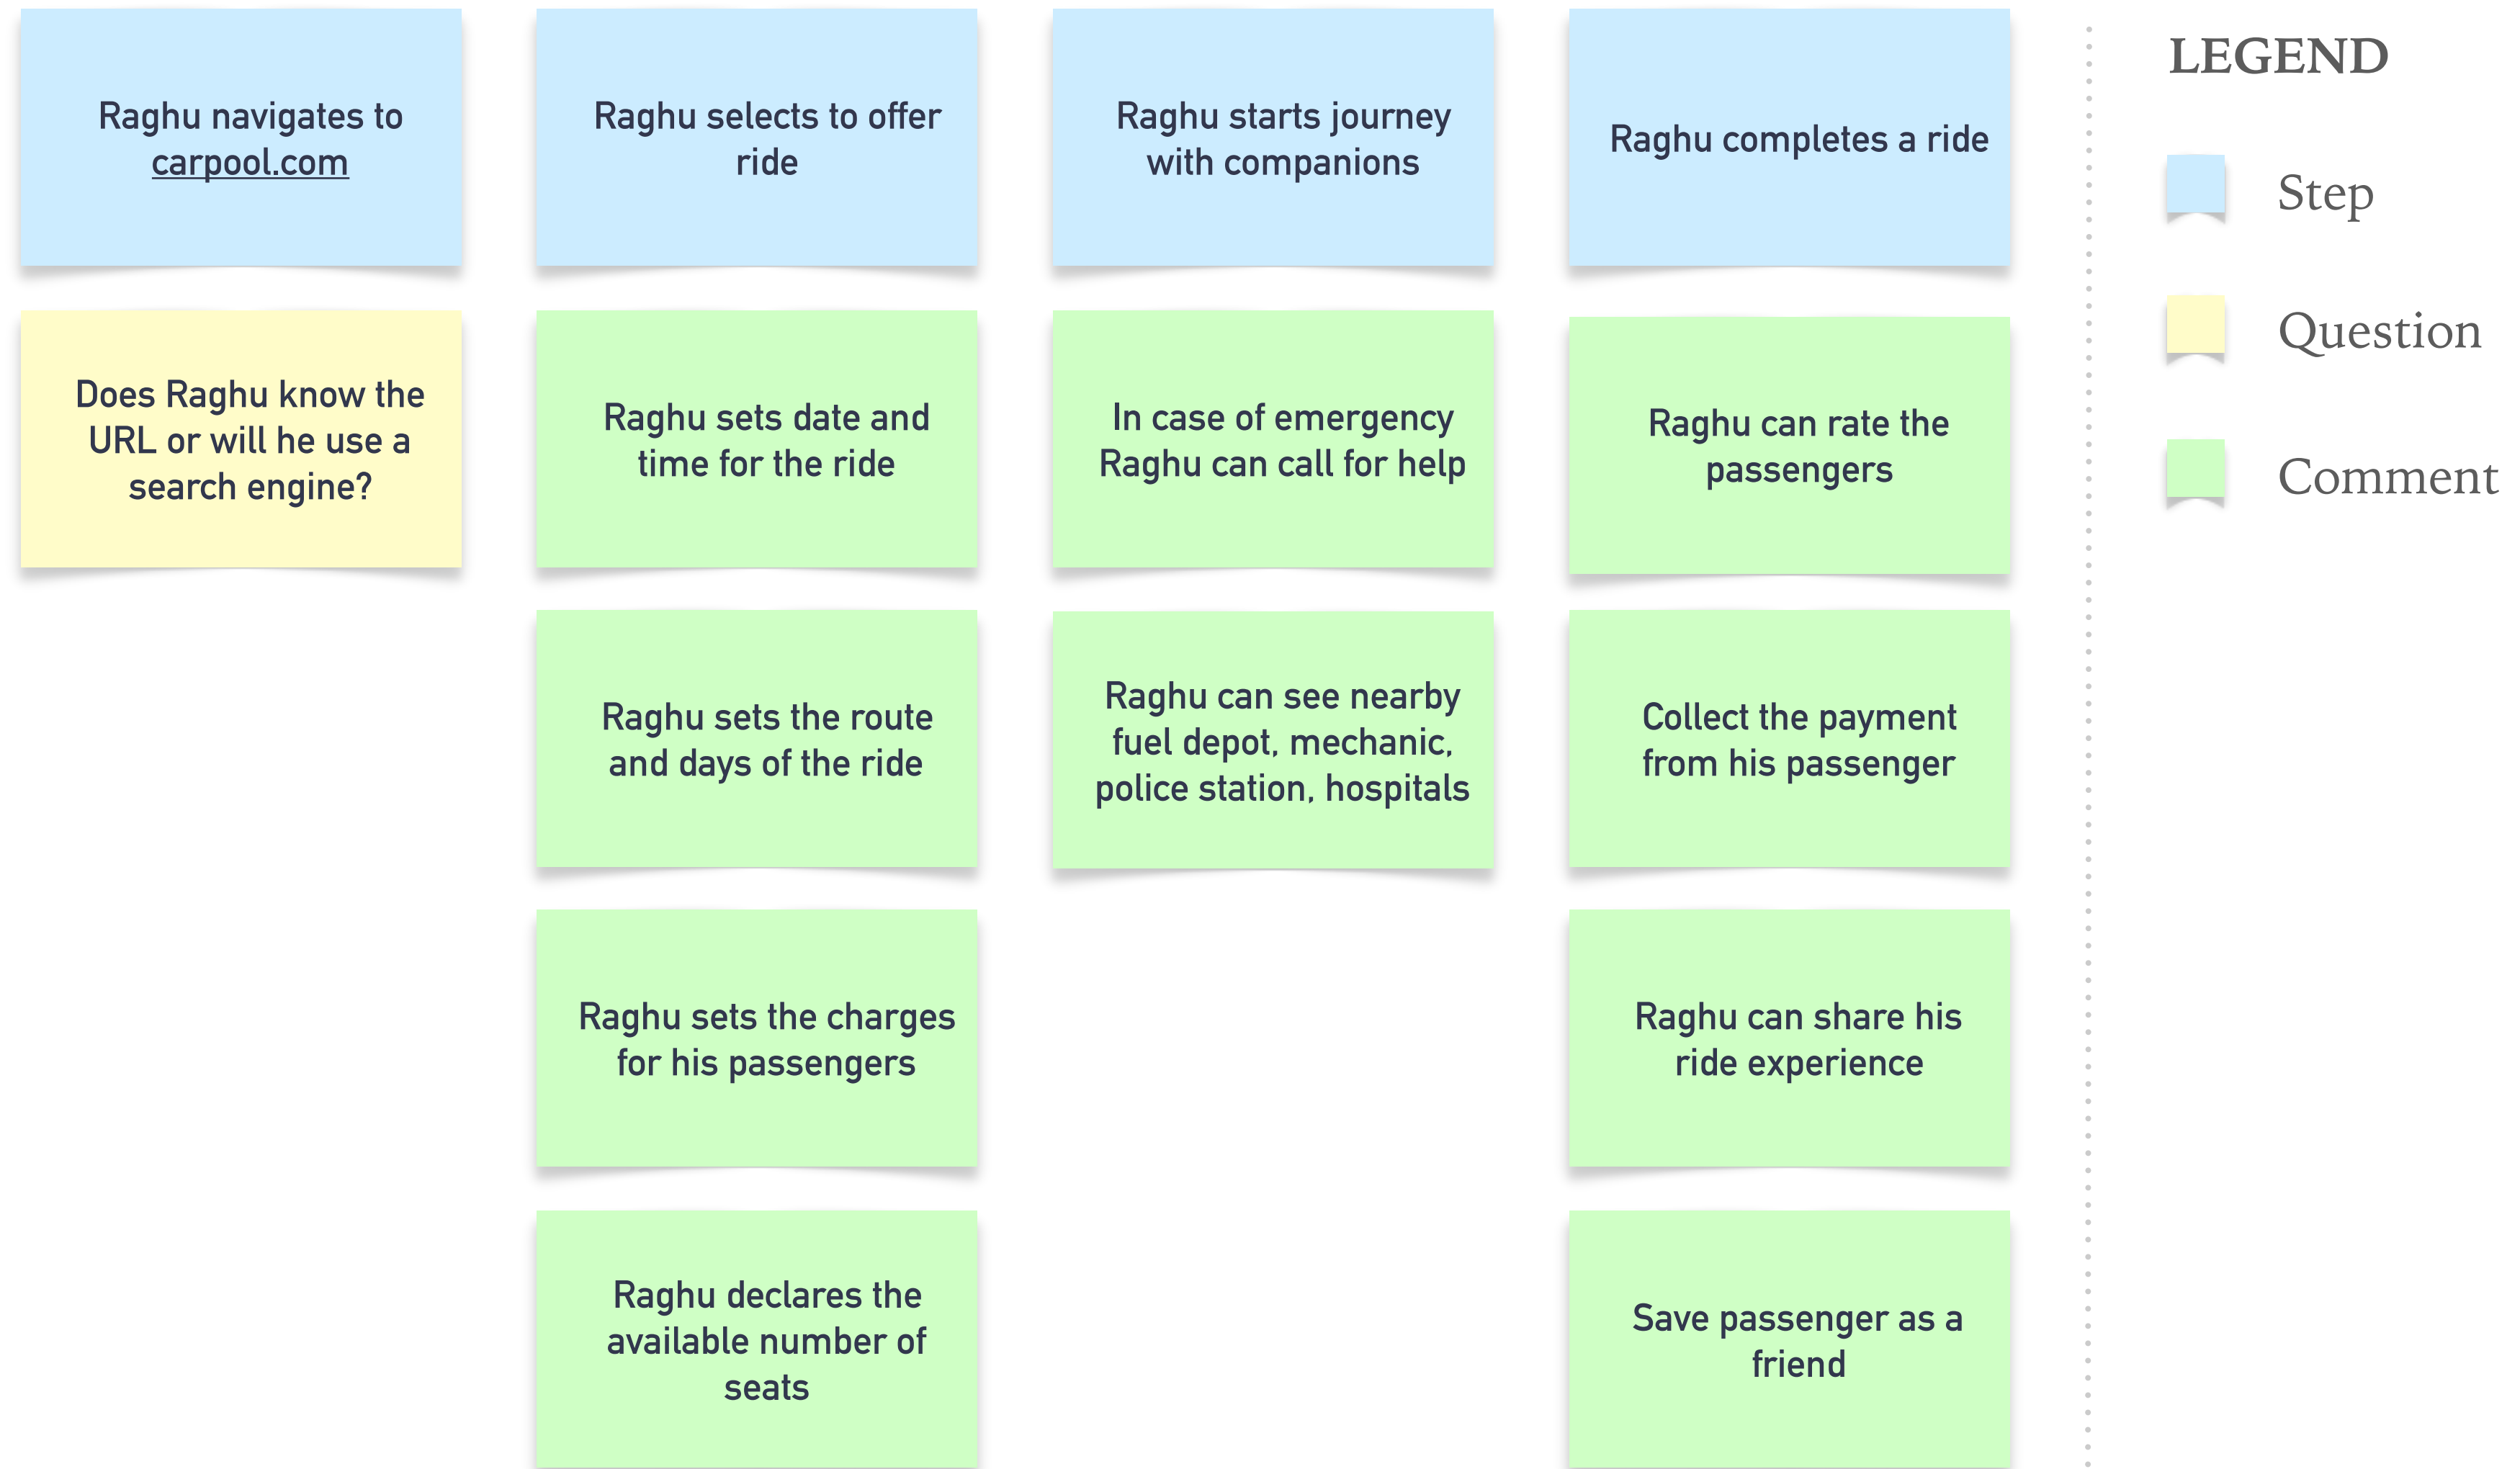 Raghu navigates to
carpool.com
Raghu selects to offer
ride
Raghu starts journey
with companions
Raghu completes a ride
Does Raghu know the
URL or will he use a
search engine?
Raghu sets date and
time for the ride
In case of emergency
Raghu can call for help
Raghu can rate the
passengers
Raghu sets the route
and days of the ride
Raghu can see nearby
fuel depot, mechanic,
police station, hospitals
Collect the payment
from his passenger
Raghu sets the charges
for his passengers
Raghu can share his
ride experience
Raghu declares the
available number of
seats
Save passenger as a
friend
LEGEND
Step
Question
Comment